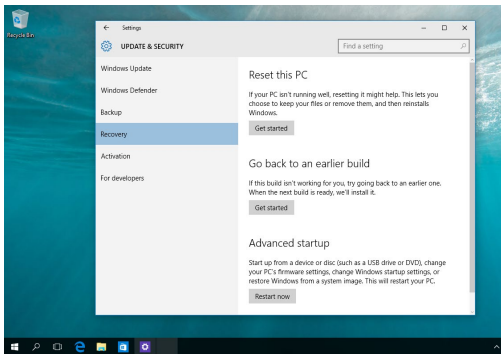 Recycle Bin
Settings
UPDATE & SECURITY
Find a setting
Windows Update
Windows Defender
Backup
Recovery
Activation
For developers
Reset this PC
If your PC isn't running well, resetting it might help. This lets you
choose to keep your files or remove them, and then reinstalls
Windows.
Get started
Go back to an earlier build
If this build isn't working for you, try going back to an earlier one.
When the next build is ready, we'll install it.
Get started
Advanced startup
Start up from a device or disc (such as a USB drive or DVD), change
your PC's firmware settings, change Windows startup settings, or
restore Windows from a system image. This will restart your PC.
Restart now